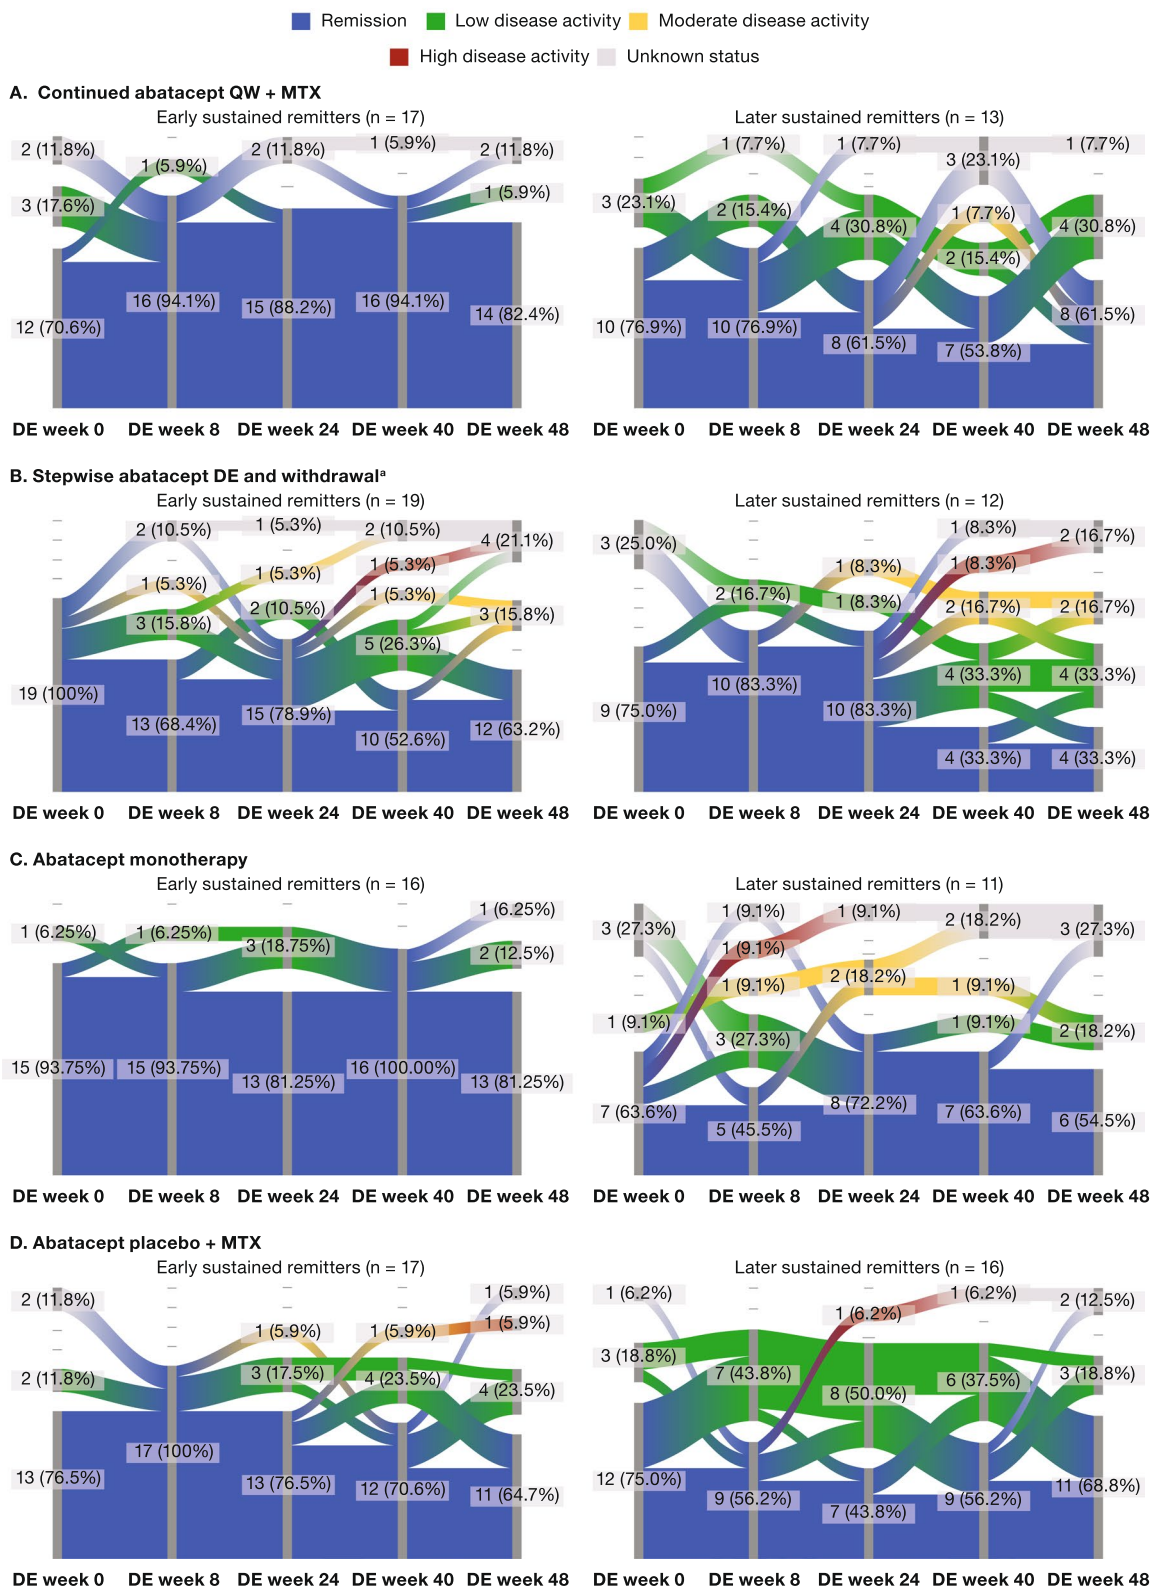 Remission Low disease activity Moderate disease activity
High disease activity Unknown status
A. Continued abatacept QW + MTX
Early sustained remitters (n = 17)
2 (11.8%) 1 (5.9%) 2 (11.8%) 1 (5.9%) 2 (11.8%)
3 (17.6%) 1 (5.9%)
12 (70.6%) 16 (94.1%) 15 (88.2%) 16 (94.1%) 14 (82.4%)
DE week 0 DE week 8 DE week 24 DE week 40 DE week 48
Later sustained remitters (n = 13)
1 (7.7%) 1 (7.7%) 3 (23.1%) 1 (7.7%)
3 (23.1%) 2 (15.4%) 4 (30.8%) 1 (7.7%) 4 (30.8%)
2 (15.4%)
10 (76.9%) 10 (76.9%) 8 (61.5%) 7 (53.8%) 8 (61.5%)
DE week 0 DE week 8 DE week 24 DE week 40 DE week 48
B. Stepwise abatacept DE and withdrawalᵃ
Early sustained remitters (n = 19)
2 (10.5%) 1 (5.3%) 2 (10.5%) 4 (21.1%)
1 (5.3%) 1 (5.3%) 1 (5.3%)
3 (15.8%) 2 (10.5%) 1 (5.3%) 3 (15.8%)
5 (26.3%)
19 (100%) 13 (68.4%) 15 (78.9%) 10 (52.6%) 12 (63.2%)
DE week 0 DE week 8 DE week 24 DE week 40 DE week 48
Later sustained remitters (n = 12)
3 (25.0%) 1 (8.3%) 2 (16.7%)
1 (8.3%) 1 (8.3%)
2 (16.7%) 1 (8.3%) 2 (16.7%) 2 (16.7%)
4 (33.3%) 4 (33.3%)
9 (75.0%) 10 (83.3%) 10 (83.3%) 4 (33.3%) 4 (33.3%)
DE week 0 DE week 8 DE week 24 DE week 40 DE week 48
C. Abatacept monotherapy
Early sustained remitters (n = 16)
1 (6.25%) 1 (6.25%) 3 (18.75%) 1 (6.25%)
2 (12.5%)
15 (93.75%) 15 (93.75%) 13 (81.25%) 16 (100.00%) 13 (81.25%)
DE week 0 DE week 8 DE week 24 DE week 40 DE week 48
Later sustained remitters (n = 11)
3 (27.3%) 1 (9.1%) 1 (9.1%) 2 (18.2%) 3 (27.3%)
1 (9.1%)
1 (9.1%) 2 (18.2%) 1 (9.1%)
1 (9.1%) 3 (27.3%) 1 (9.1%) 2 (18.2%)
7 (63.6%) 5 (45.5%) 8 (72.2%) 7 (63.6%) 6 (54.5%)
DE week 0 DE week 8 DE week 24 DE week 40 DE week 48
D. Abatacept placebo + MTX
Early sustained remitters (n = 17)
2 (11.8%) 1 (5.9%)
1 (5.9%) 1 (5.9%) 1 (5.9%)
2 (11.8%) 3 (17.5%) 4 (23.5%) 4 (23.5%)
13 (76.5%) 17 (100%) 13 (76.5%) 12 (70.6%) 11 (64.7%)
DE week 0 DE week 8 DE week 24 DE week 40 DE week 48
Later sustained remitters (n = 16)
1 (6.2%) 1 (6.2%) 1 (6.2%) 2 (12.5%)
3 (18.8%) 7 (43.8%) 8 (50.0%) 6 (37.5%) 3 (18.8%)
12 (75.0%) 9 (56.2%) 7 (43.8%) 9 (56.2%) 11 (68.8%)
DE week 0 DE week 8 DE week 24 DE week 40 DE week 48